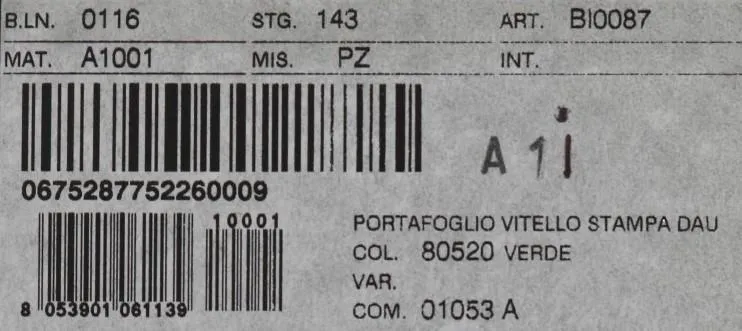 B.LN. 0116 STG. 143 ART. BI0087
MAT. A1001 MIS. PZ INT.
A 1
0675287752260009
10001
PORTAFOGLIO VITELLO STAMPA DAU
COL. 80520 VERDE
VAR.
8 053901 061139
COM. 01053 A